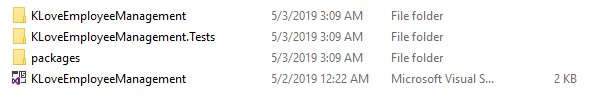 KLoveEmployeeManagement 5/3/2019 3:09 AM File folder
KLoveEmployeeManagement.Tests 5/3/2019 3:09 AM File folder
packages 5/3/2019 3:09 AM File folder
KLoveEmployeeManagement 5/2/2019 12:22 AM Microsoft Visual S... 2 KB